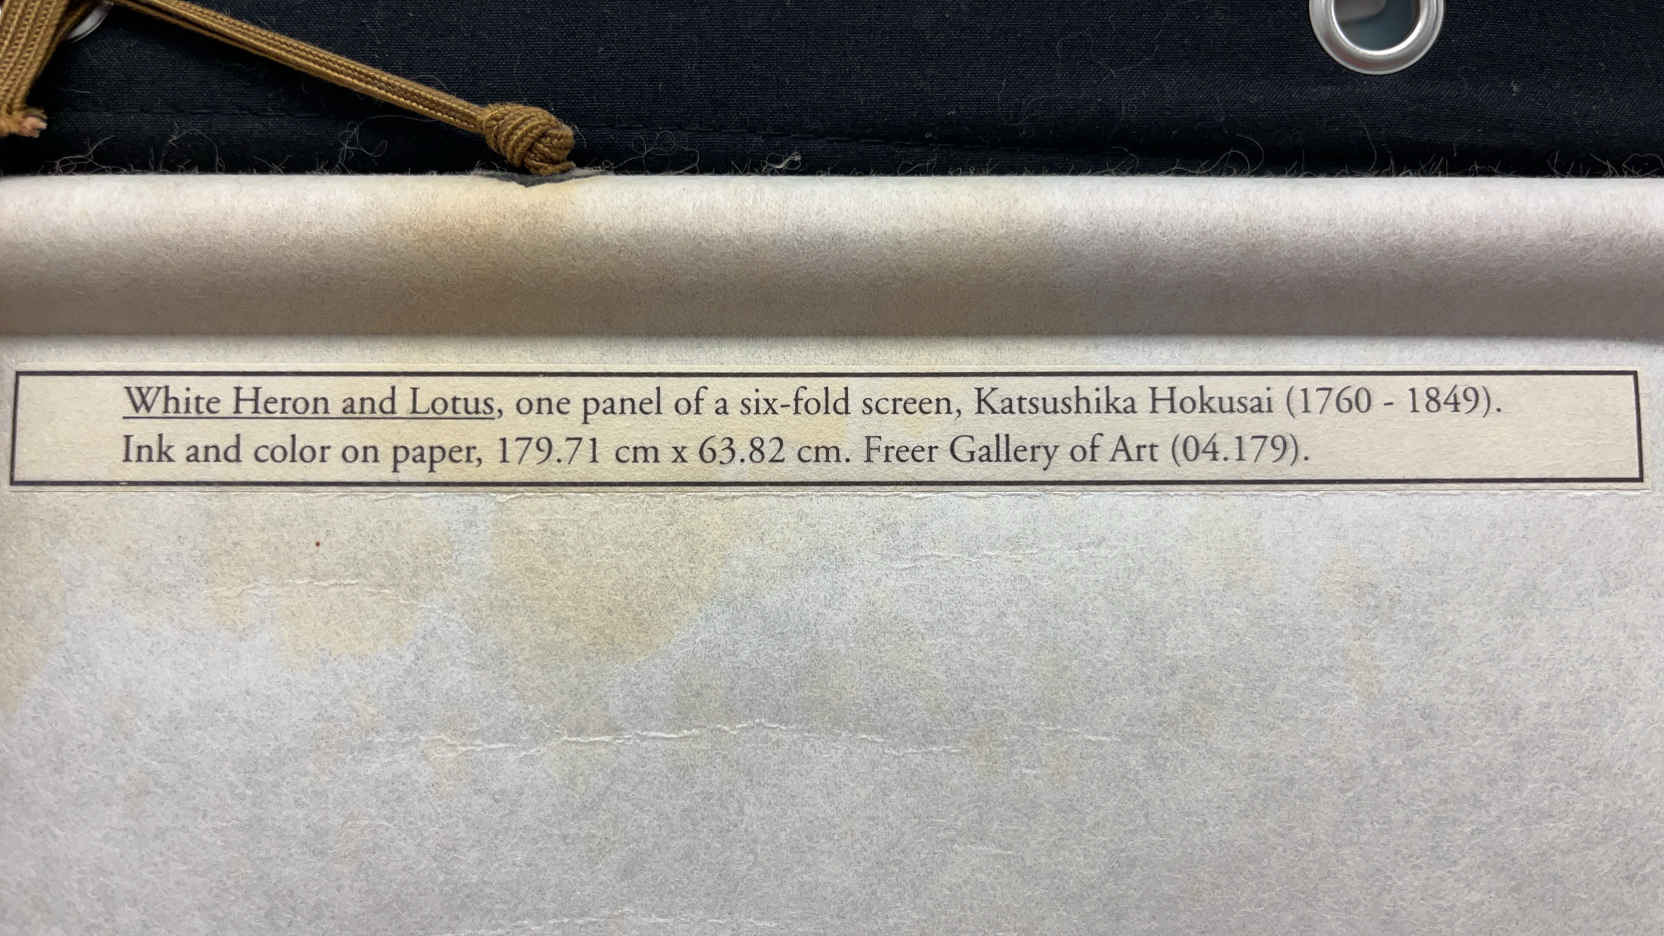 White Heron and Lotus, one panel of a six-fold screen, Katsushika Hokusai (1760 - 1849).
Ink and color on paper, 179.71 cm x 63.82 cm. Freer Gallery of Art (04.179).